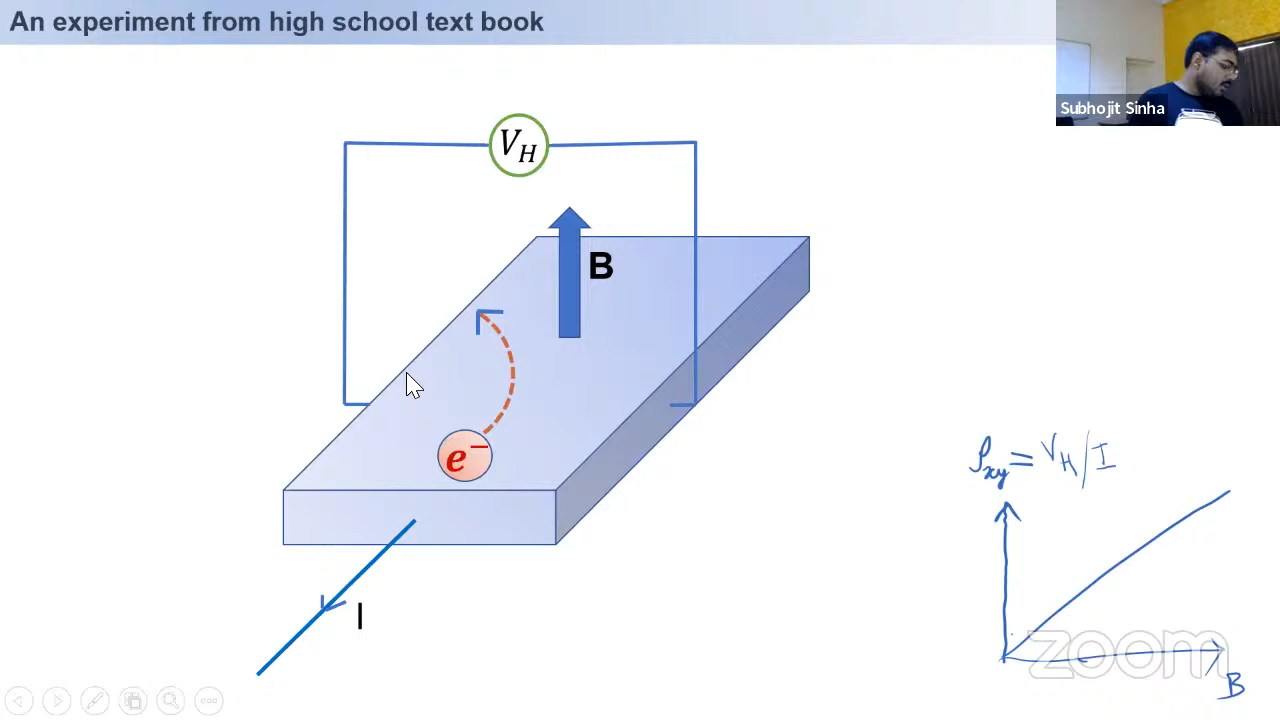 An experiment from high school text book
Subhojit Sinha
V_H
B
e⁻
I
ρ_xy = V_H/I
B
zoom